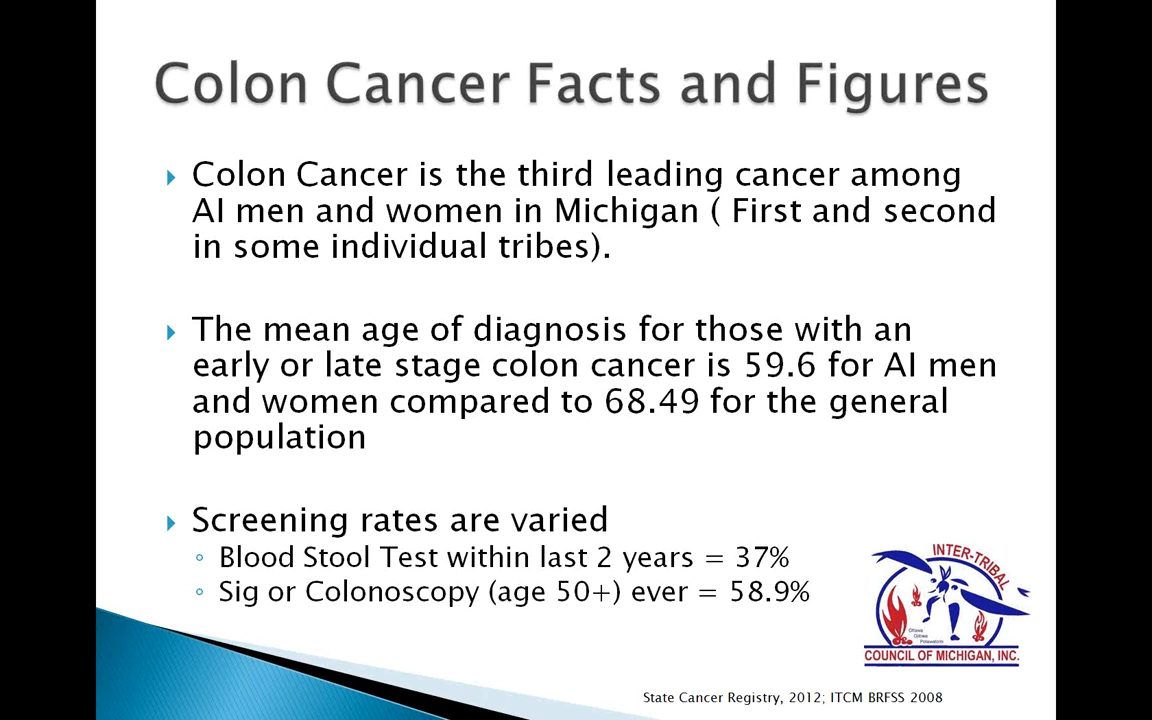 Colon Cancer Facts and Figures
Colon Cancer is the third leading cancer among
AI men and women in Michigan ( First and second
in some individual tribes).
The mean age of diagnosis for those with an
early or late stage colon cancer is 59.6 for AI men
and women compared to 68.49 for the general
population
Screening rates are varied
Blood Stool Test within last 2 years = 37%
Sig or Colonoscopy (age 50+) ever = 58.9%
INTER-TRIBAL
Ottawa
COUNCIL OF MICHIGAN, INC.
State Cancer Registry, 2012; ITCM BRFSS 2008